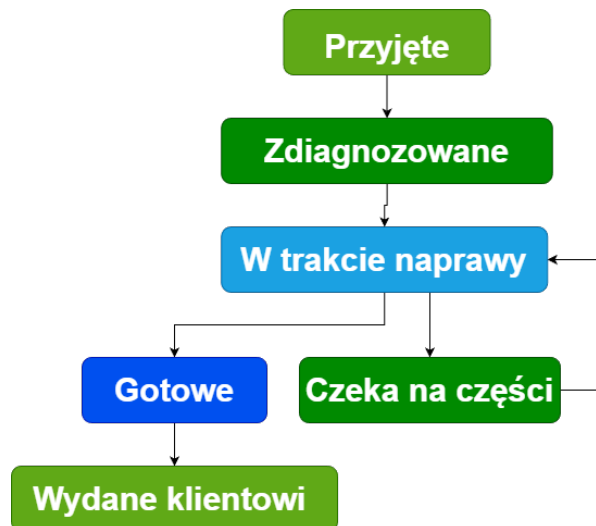 Przyjęte
Zdiagnozowane
W trakcie naprawy
Gotowe
Czeka na części
Wydane klientowi